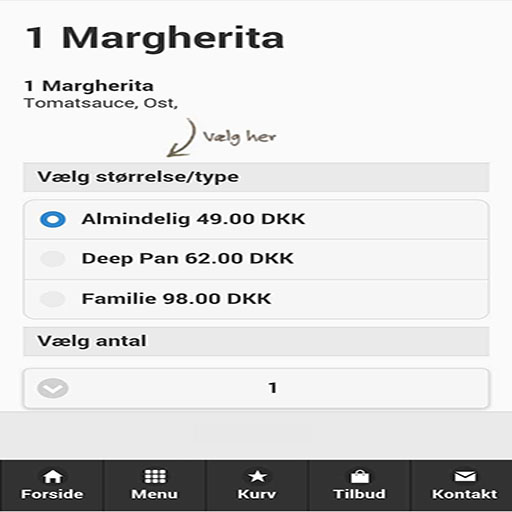 1 Margherita
1 Margherita
Tomatsauce, Ost,
Vælg her
Vælg størrelse/type
Almindelig 49.00 DKK
Deep Pan 62.00 DKK
Familie 98.00 DKK
Vælg antal
1
Forside Menu Kurv Tilbud Kontakt